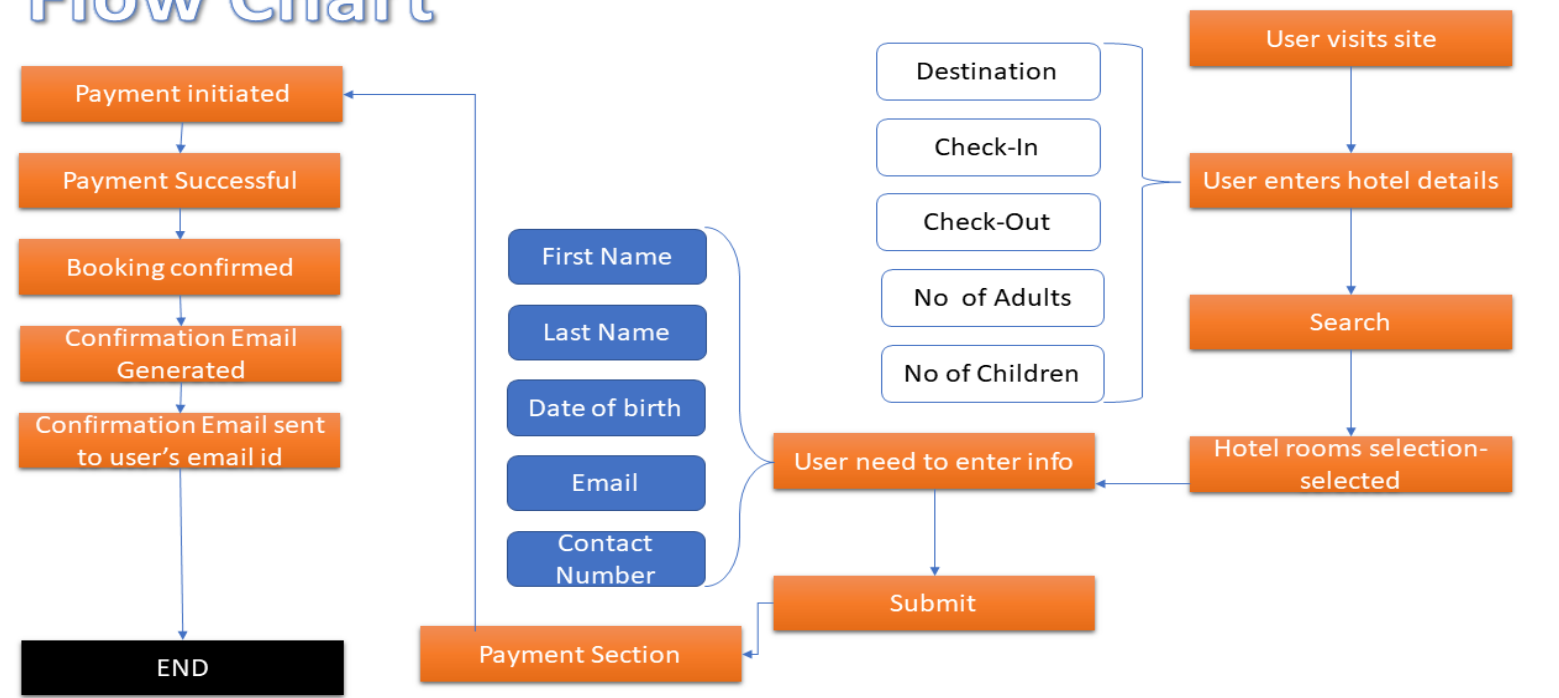 Flow Chart
User visits site
User enters hotel details
Destination
Check-In
Check-Out
No of Adults
No of Children
Search
Hotel rooms selection-
selected
User need to enter info
First Name
Last Name
Date of birth
Email
Contact
Number
Submit
Payment Section
Payment initiated
Payment Successful
Booking confirmed
Confirmation Email
Generated
Confirmation Email sent
to user’s email id
END